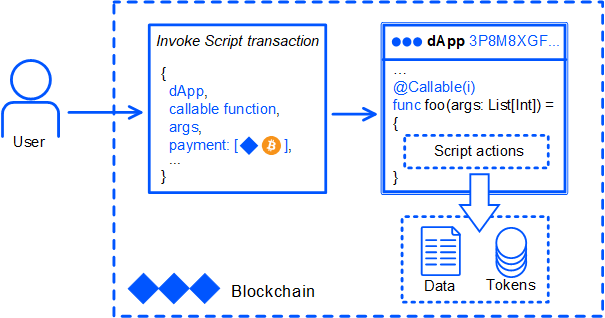 User
Invoke Script transaction
{
dApp,
callable function,
args,
payment: [ ],
...
}
dApp 3P8M8XGF...
...
@Callable(i)
func foo(args: List[Int]) =
{
Script actions
}
Data
Tokens
Blockchain